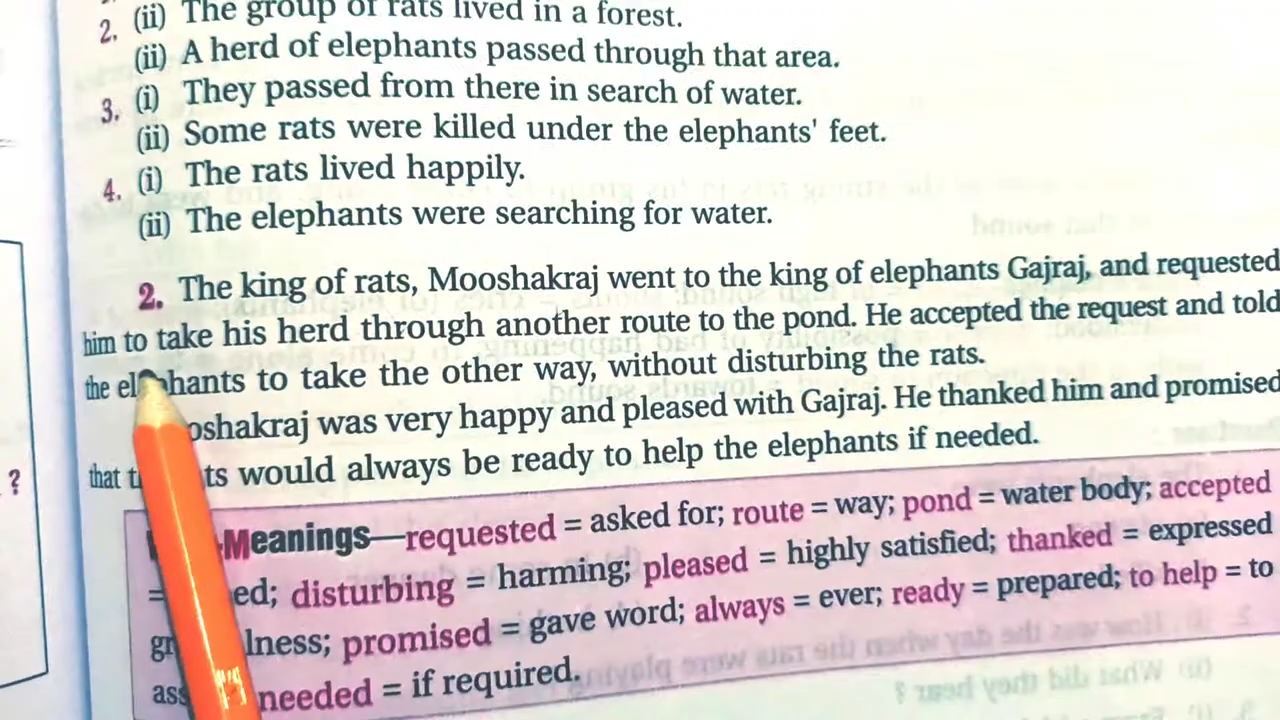 2. (ii) The group of rats lived in a forest.
(ii) A herd of elephants passed through that area.
3. (i) They passed from there in search of water.
(ii) Some rats were killed under the elephants' feet.
4. (i) The rats lived happily.
(ii) The elephants were searching for water.
2. The king of rats, Mooshakraj went to the king of elephants Gajraj, and requested
him to take his herd through another route to the pond. He accepted the request and told
the elephants to take the other way, without disturbing the rats.
oshakraj was very happy and pleased with Gajraj. He thanked him and promised
that ts would always be ready to help the elephants if needed.
?
Meanings—requested = asked for; route = way; pond = water body; accepted
= ed; disturbing = harming; pleased = highly satisfied; thanked = expressed
gr lness; promised = gave word; always = ever; ready = prepared; to help = to
ass needed = if required.